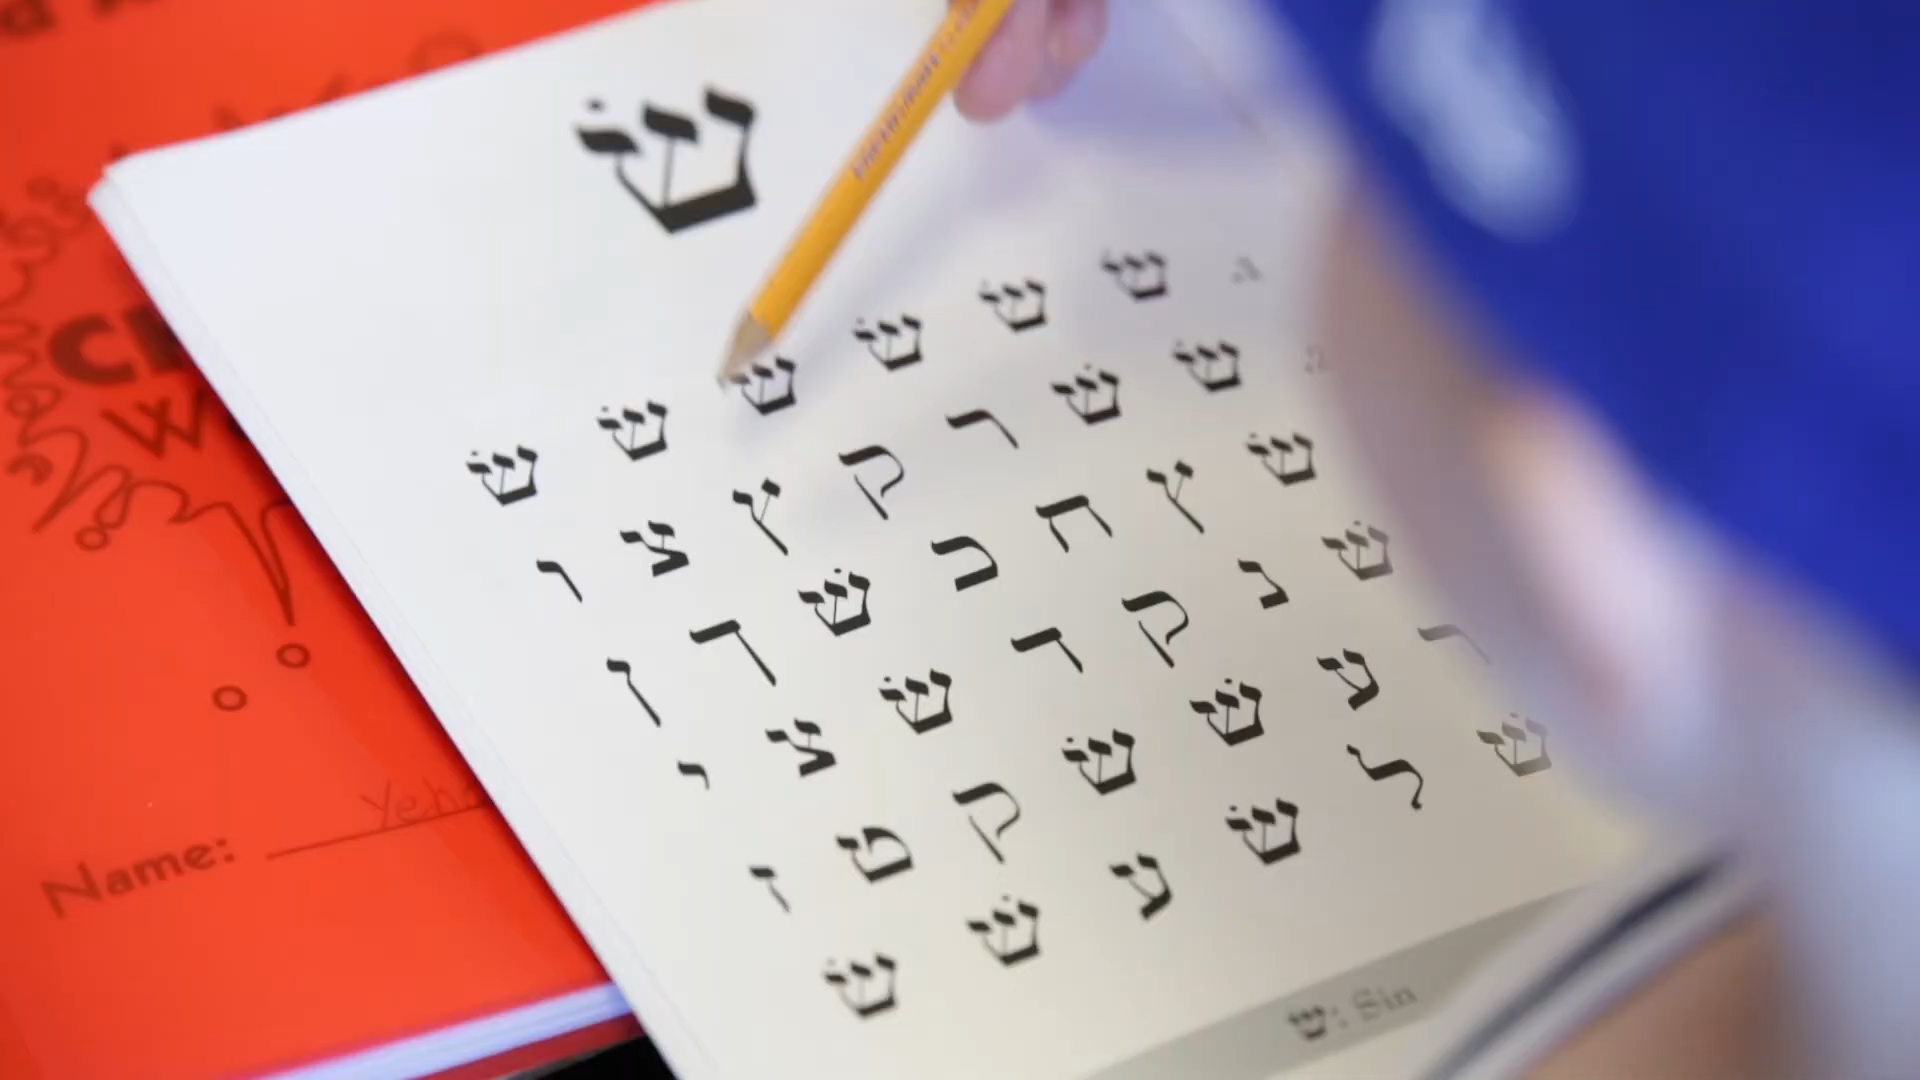 שׂ
שׂ שׂ שׂ שׂ שׂ שׂ
שׂ שׂ ר ק ץ צ ו
שׂ ץ ח כ שׂ ך ן
שׂ נ ק ר שׂ צ י
ר ג שׂ שׂ ק פ ז
שׂ ל שׂ ג שׂ שׂ
שׂ: Sin
Name: